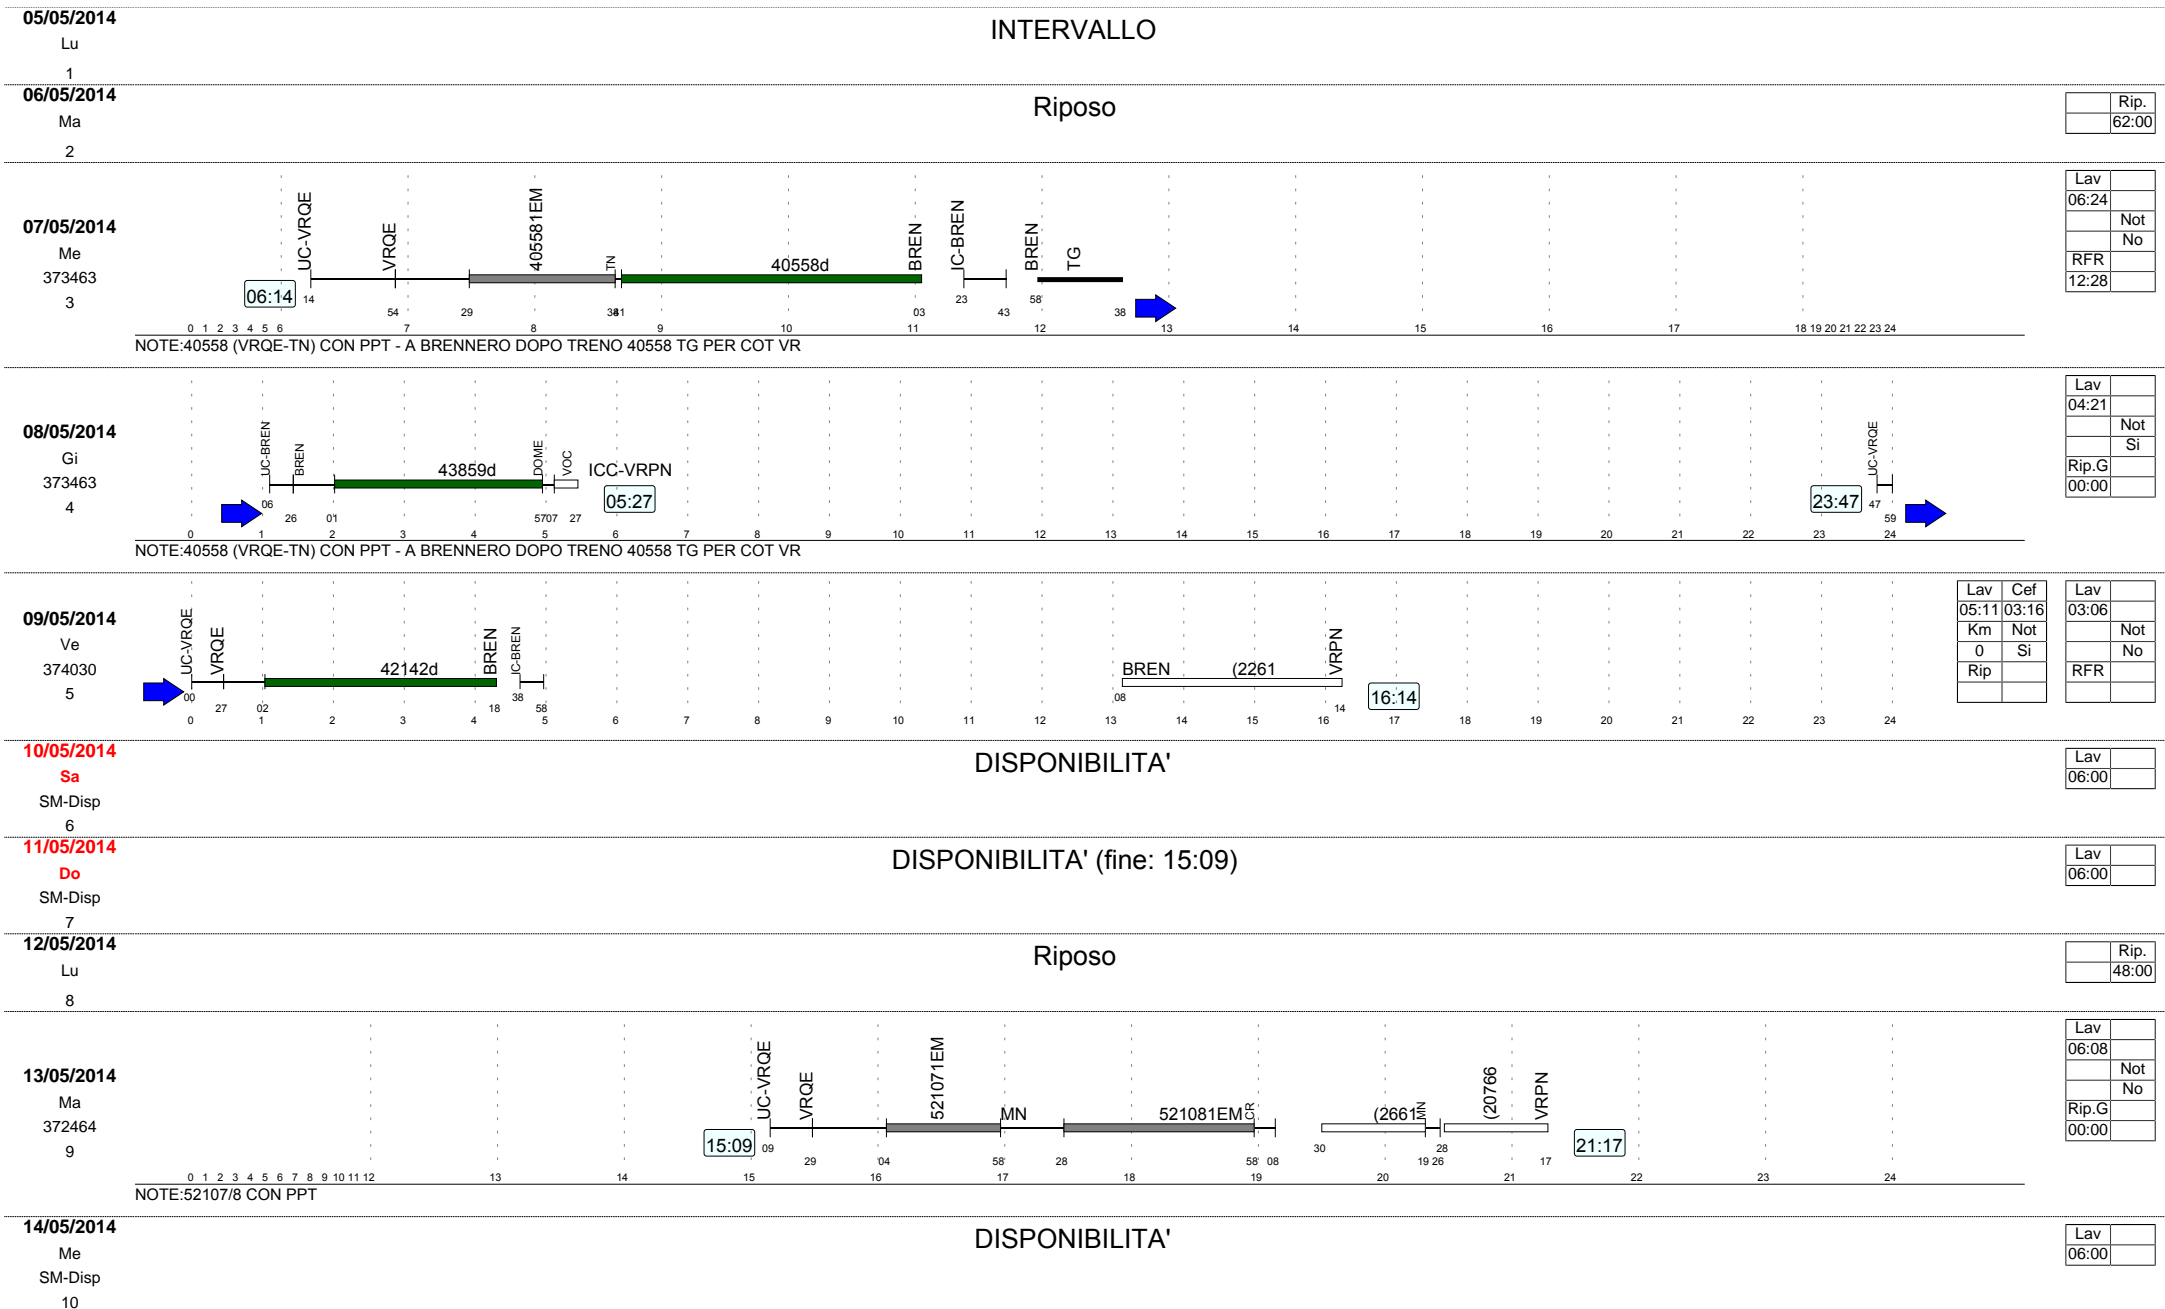 05/05/2014
Lu
1
INTERVALLO
06/05/2014
Ma
2
Riposo
Rip.
62:00
07/05/2014
Me
373463
3
06:14
UC-VRQE
VRQE
405581EM
TN
40558d
BREN
IC-BREN
BREN
TG
14 54 29 41 03 23 43 58 38
0 1 2 3 4 5 6 7 8 9 10 11 12 13 14 15 16 17 18 19 20 21 22 23 24
NOTE:40558 (VRQE-TN) CON PPT - A BRENNERO DOPO TRENO 40558 TG PER COT VR
Lav
06:24
Not
No
RFR
12:28
08/05/2014
Gi
373463
4
UC-BREN
BREN
43859d
DOME
VOC
ICC-VRPN
05:27
23:47
UC-VRQE
06 26 01 57 07 27 47 59
0 1 2 3 4 5 6 7 8 9 10 11 12 13 14 15 16 17 18 19 20 21 22 23 24
NOTE:40558 (VRQE-TN) CON PPT - A BRENNERO DOPO TRENO 40558 TG PER COT VR
Lav
04:21
Not
Si
Rip.G
00:00
09/05/2014
Ve
374030
5
UC-VRQE
VRQE
42142d
BREN
IC-BREN
BREN
(2261
VRPN
16:14
00 27 02 18 38 58 08 14
0 1 2 3 4 5 6 7 8 9 10 11 12 13 14 15 16 17 18 19 20 21 22 23 24
Lav Cef
05:11 03:16
Km Not
0 Si
Rip
Lav
03:06
Not
No
RFR
10/05/2014
Sa
SM-Disp
6
DISPONIBILITA'
Lav
06:00
11/05/2014
Do
SM-Disp
7
DISPONIBILITA' (fine: 15:09)
Lav
06:00
12/05/2014
Lu
8
Riposo
Rip.
48:00
13/05/2014
Ma
372464
9
15:09
UC-VRQE
VRQE
521071EM
MN
521081EM
CR
(2661
MN
(20766
VRPN
21:17
09 29 04 58 28 58 08 30 19 26 28 17
0 1 2 3 4 5 6 7 8 9 10 11 12 13 14 15 16 17 18 19 20 21 22 23 24
NOTE:52107/8 CON PPT
Lav
06:08
Not
No
Rip.G
00:00
14/05/2014
Me
SM-Disp
10
DISPONIBILITA'
Lav
06:00